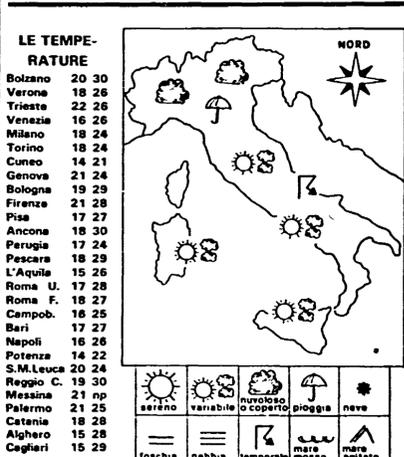 LE TEMPE-
RATURE
Bolzano 20 30
Verona 18 26
Trieste 22 26
Venezia 16 26
Milano 18 24
Torino 18 24
Cuneo 14 21
Genova 21 24
Bologna 19 29
Firenze 21 28
Pisa 17 27
Ancona 18 30
Perugia 17 24
Pescara 18 29
L'Aquila 15 26
Roma U. 17 28
Roma F. 18 27
Campob. 16 25
Bari 17 27
Napoli 16 26
Potenza 14 22
S.M.Leuca 20 24
Reggio C. 19 30
Messina 21 np
Palermo 21 25
Catania 18 28
Alghero 15 28
Cagliari 15 29
NORD
sereno
variabile
nuvoloso
o coperto
pioggia
neve
foschia
nebbia
temporale
mare
mosso
mare
agitato